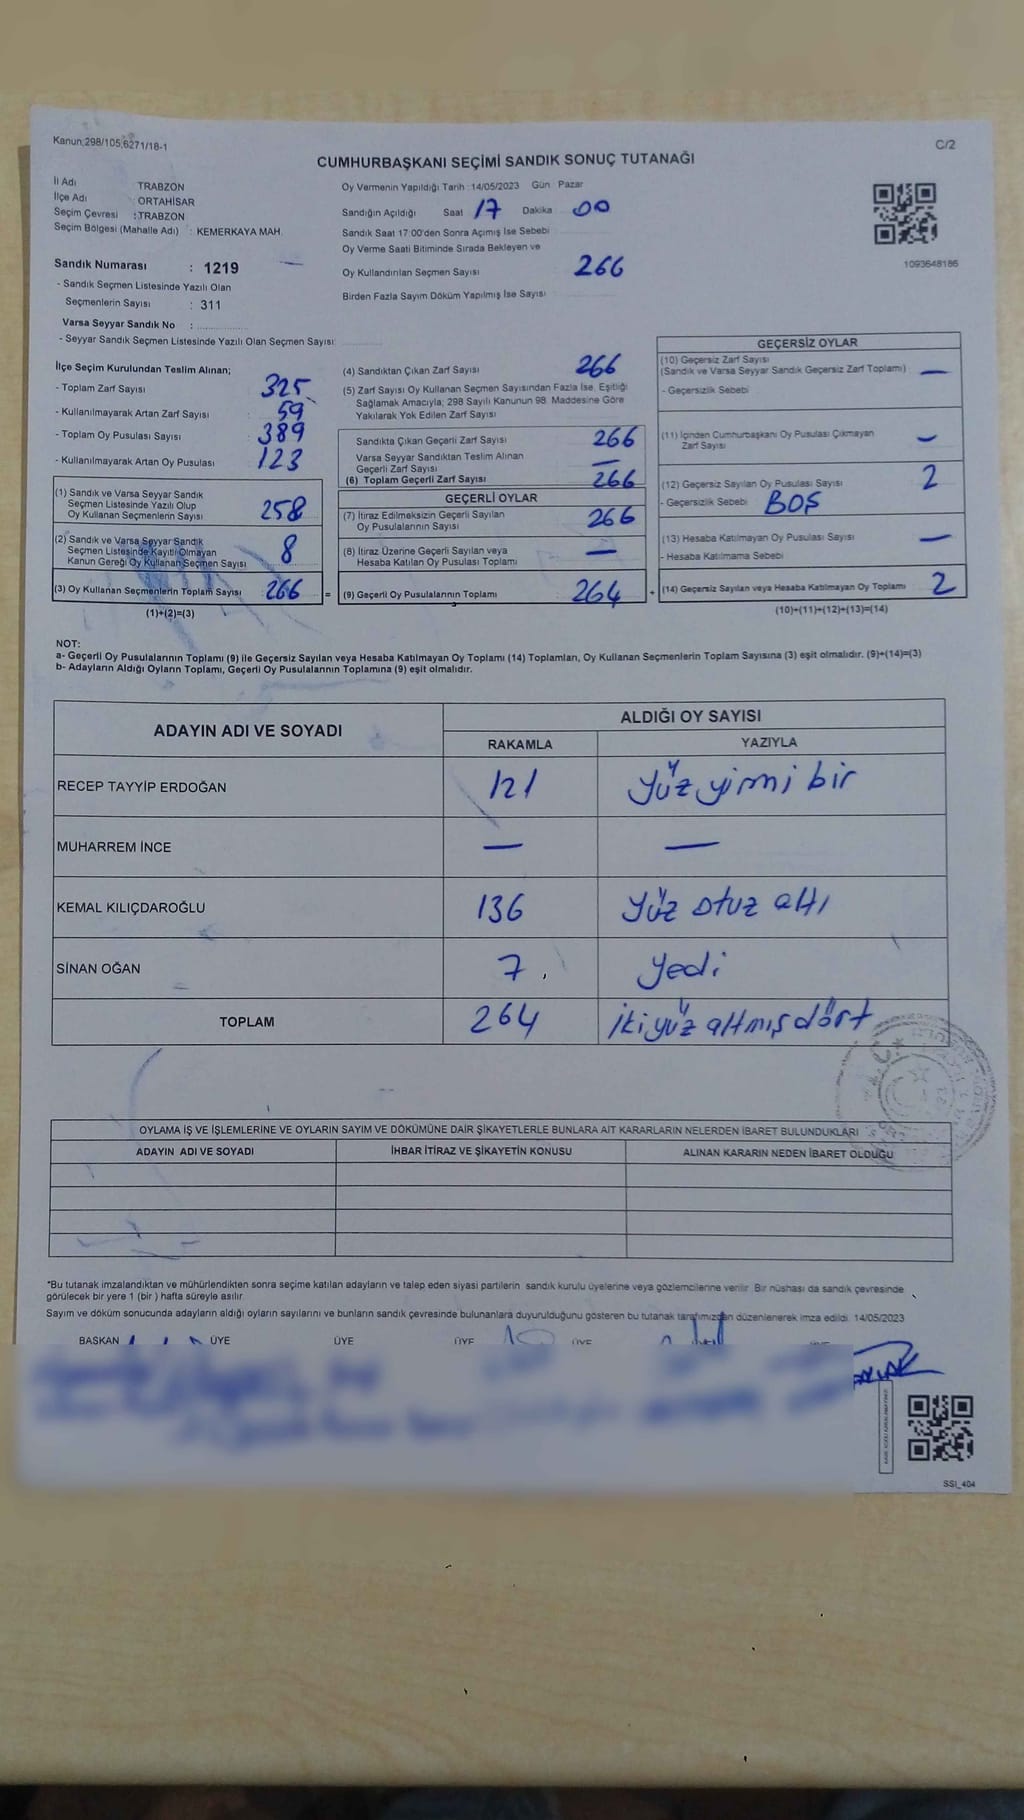 Kanun;298/105,6271/18-1
C/2
CUMHURBAŞKANI SEÇİMİ SANDIK SONUÇ TUTANAĞI
İl Adı TRABZON
İlçe Adı : ORTAHİSAR
Seçim Çevresi : TRABZON
Seçim Bölgesi (Mahalle Adı) : KEMERKAYA MAH.
Sandık Numarası : 1219
- Sandık Seçmen Listesinde Yazılı Olan
Seçmenlerin Sayısı : 311
Varsa Seyyar Sandık No :
- Seyyar Sandık Seçmen Listesinde Yazılı Olan Seçmen Sayısı:
Oy Vermenin Yapıldığı Tarih : 14/05/2023 Gün Pazar
Sandığın Açıldığı Saat 17 Dakika 00
Sandık Saat 17:00'den Sonra Açımış İse Sebebi
Oy Verme Saati Bitiminde Sırada Bekleyen ve
Oy Kullandırılan Seçmen Sayısı 266
Birden Fazla Sayım Döküm Yapılmış İse Sayısı
1093648186
İlçe Seçim Kurulundan Teslim Alınan;
- Toplam Zarf Sayısı 325
- Kullanılmayarak Artan Zarf Sayısı 59
- Toplam Oy Pusulası Sayısı 389
- Kullanılmayarak Artan Oy Pusulası 123
(1) Sandık ve Varsa Seyyar Sandık
Seçmen Listesinde Yazılı Olup
Oy Kullanan Seçmenlerin Sayısı 258
(2) Sandık ve Varsa Seyyar Sandık
Seçmen Listesinde Kayıtlı Olmayan
Kanun Gereği Oy Kullanan Seçmen Sayısı 8
(3) Oy Kullanan Seçmenlerin Toplam Sayısı : 266 =
(1)+(2)=(3)
(4) Sandıktan Çıkan Zarf Sayısı 266
(5) Zarf Sayısı Oy Kullanan Seçmen Sayısından Fazla İse, Eşitliği
Sağlamak Amacıyla; 298 Sayılı Kanunun 98. Maddesine Göre
Yakılarak Yok Edilen Zarf Sayısı
Sandıkta Çıkan Geçerli Zarf Sayısı 266
Varsa Seyyar Sandıktan Teslim Alınan
Geçerli Zarf Sayısı —
(6) Toplam Geçerli Zarf Sayısı 266
GEÇERLİ OYLAR
(7) İtiraz Edilmeksizin Geçerli Sayılan
Oy Pusulalarının Sayısı 266
(8) İtiraz Üzerine Geçerli Sayılan veya
Hesaba Katılan Oy Pusulası Toplamı —
(9) Geçerli Oy Pusulalarının Toplamı 264 +
GEÇERSİZ OYLAR
(10) Geçersiz Zarf Sayısı
(Sandık ve Varsa Seyyar Sandık Geçersiz Zarf Toplamı) —
- Geçersizlik Sebebi
(11) İçinden Cumhurbaşkanı Oy Pusulası Çıkmayan
Zarf Sayısı —
(12) Geçersiz Sayılan Oy Pusulası Sayısı 2
- Geçersizlik Sebebi BOŞ
(13) Hesaba Katılmayan Oy Pusulası Sayısı —
- Hesaba Katılmama Sebebi
(14) Geçersiz Sayılan veya Hesaba Katılmayan Oy Toplamı 2
(10)+(11)+(12)+(13)=(14)
NOT:
a- Geçerli Oy Pusulalarının Toplamı (9) ile Geçersiz Sayılan veya Hesaba Katılmayan Oy Toplamı (14) Toplamları, Oy Kullanan Seçmenlerin Toplam Sayısına (3) eşit olmalıdır. (9)+(14)=(3)
b- Adayların Aldığı Oyların Toplamı, Geçerli Oy Pusulalarının Toplamına (9) eşit olmalıdır.
ADAYIN ADI VE SOYADI ALDIĞI OY SAYISI
RAKAMLA YAZIYLA
RECEP TAYYİP ERDOĞAN 121 Yüz yirmi bir
MUHARREM İNCE — —
KEMAL KILIÇDAROĞLU 136 Yüz otuz altı
SİNAN OĞAN 7 Yedi
TOPLAM 264 İki yüz altmış dört
OYLAMA İŞ VE İŞLEMLERİNE VE OYLARIN SAYIM VE DÖKÜMÜNE DAİR ŞİKAYETLERLE BUNLARA AİT KARARLARIN NELERDEN İBARET BULUNDUKLARI
ADAYIN ADI VE SOYADI İHBAR İTİRAZ VE ŞİKAYETİN KONUSU ALINAN KARARIN NEDEN İBARET OLDUĞU
*Bu tutanak imzalandıktan ve mühürlendikten sonra seçime katılan adayların ve talep eden siyasi partilerin sandık kurulu üyelerine veya gözlemcilerine verilir. Bir nüshası da sandık çevresinde
görülecek bir yere 1 (bir) hafta süreyle asılır.
Sayım ve döküm sonucunda adayların aldığı oyların sayılarını ve bunların sandık çevresinde bulunanlara duyurulduğunu gösteren bu tutanak tarafımızdan düzenlenerek imza edildi. 14/05/2023
BAŞKAN ÜYE ÜYE ÜYE ÜYE
SSI_404